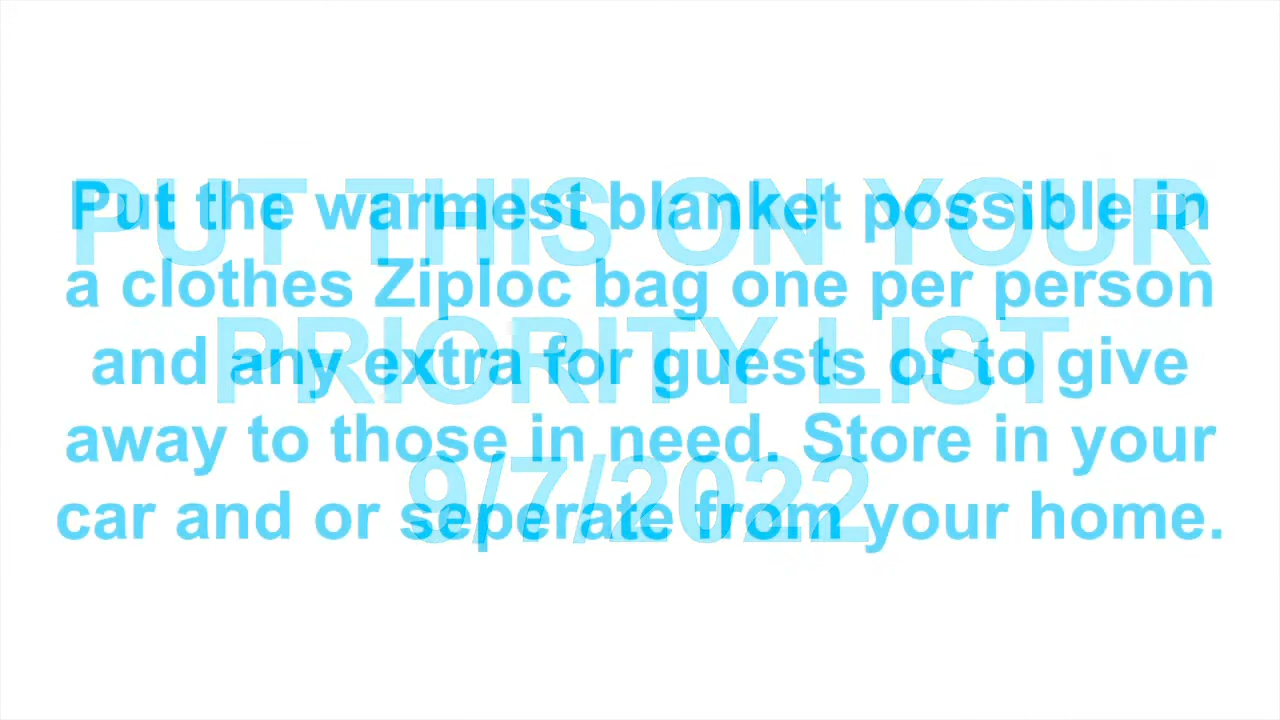 PUT THIS ON YOUR
PRIORITY LIST
9/7/2022
Put the warmest blanket possible in
a clothes Ziploc bag one per person
and any extra for guests or to give
away to those in need. Store in your
car and or seperate from your home.